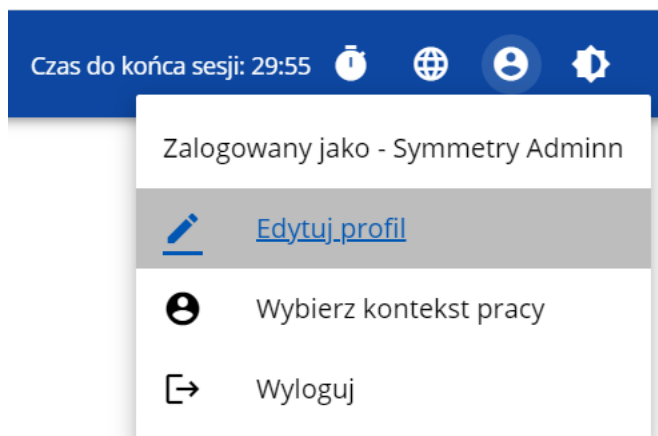 Czas do końca sesji: 29:55
Zalogowany jako - Symmetry Adminn
Edytuj profil
Wybierz kontekst pracy
Wyloguj